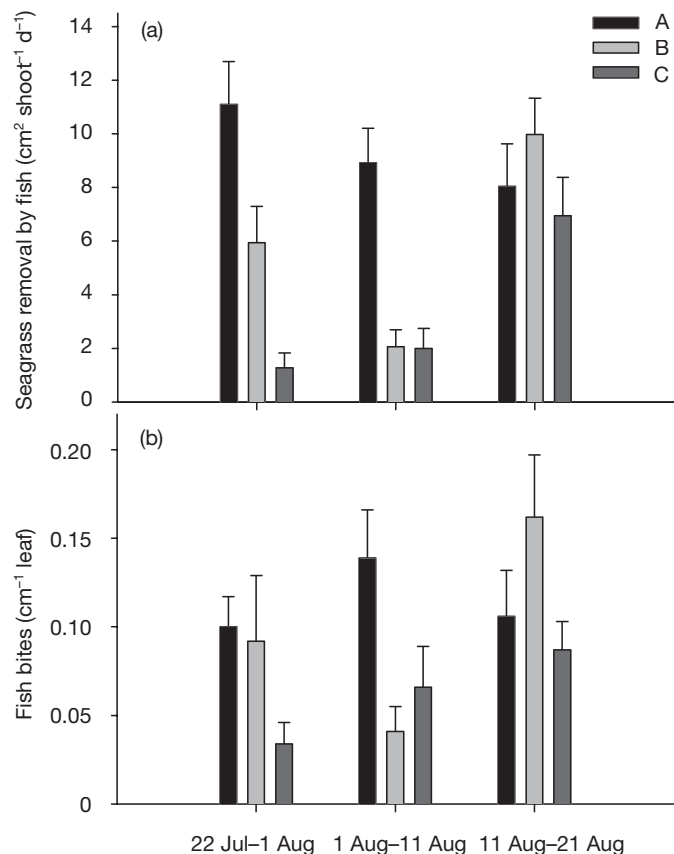 (a)
A
B
C
Seagrass removal by fish (cm² shoot⁻¹ d⁻¹)
14
12
10
8
6
4
2
0
(b)
Fish bites (cm⁻¹ leaf)
0.20
0.15
0.10
0.05
0
22 Jul–1 Aug 1 Aug–11 Aug 11 Aug–21 Aug